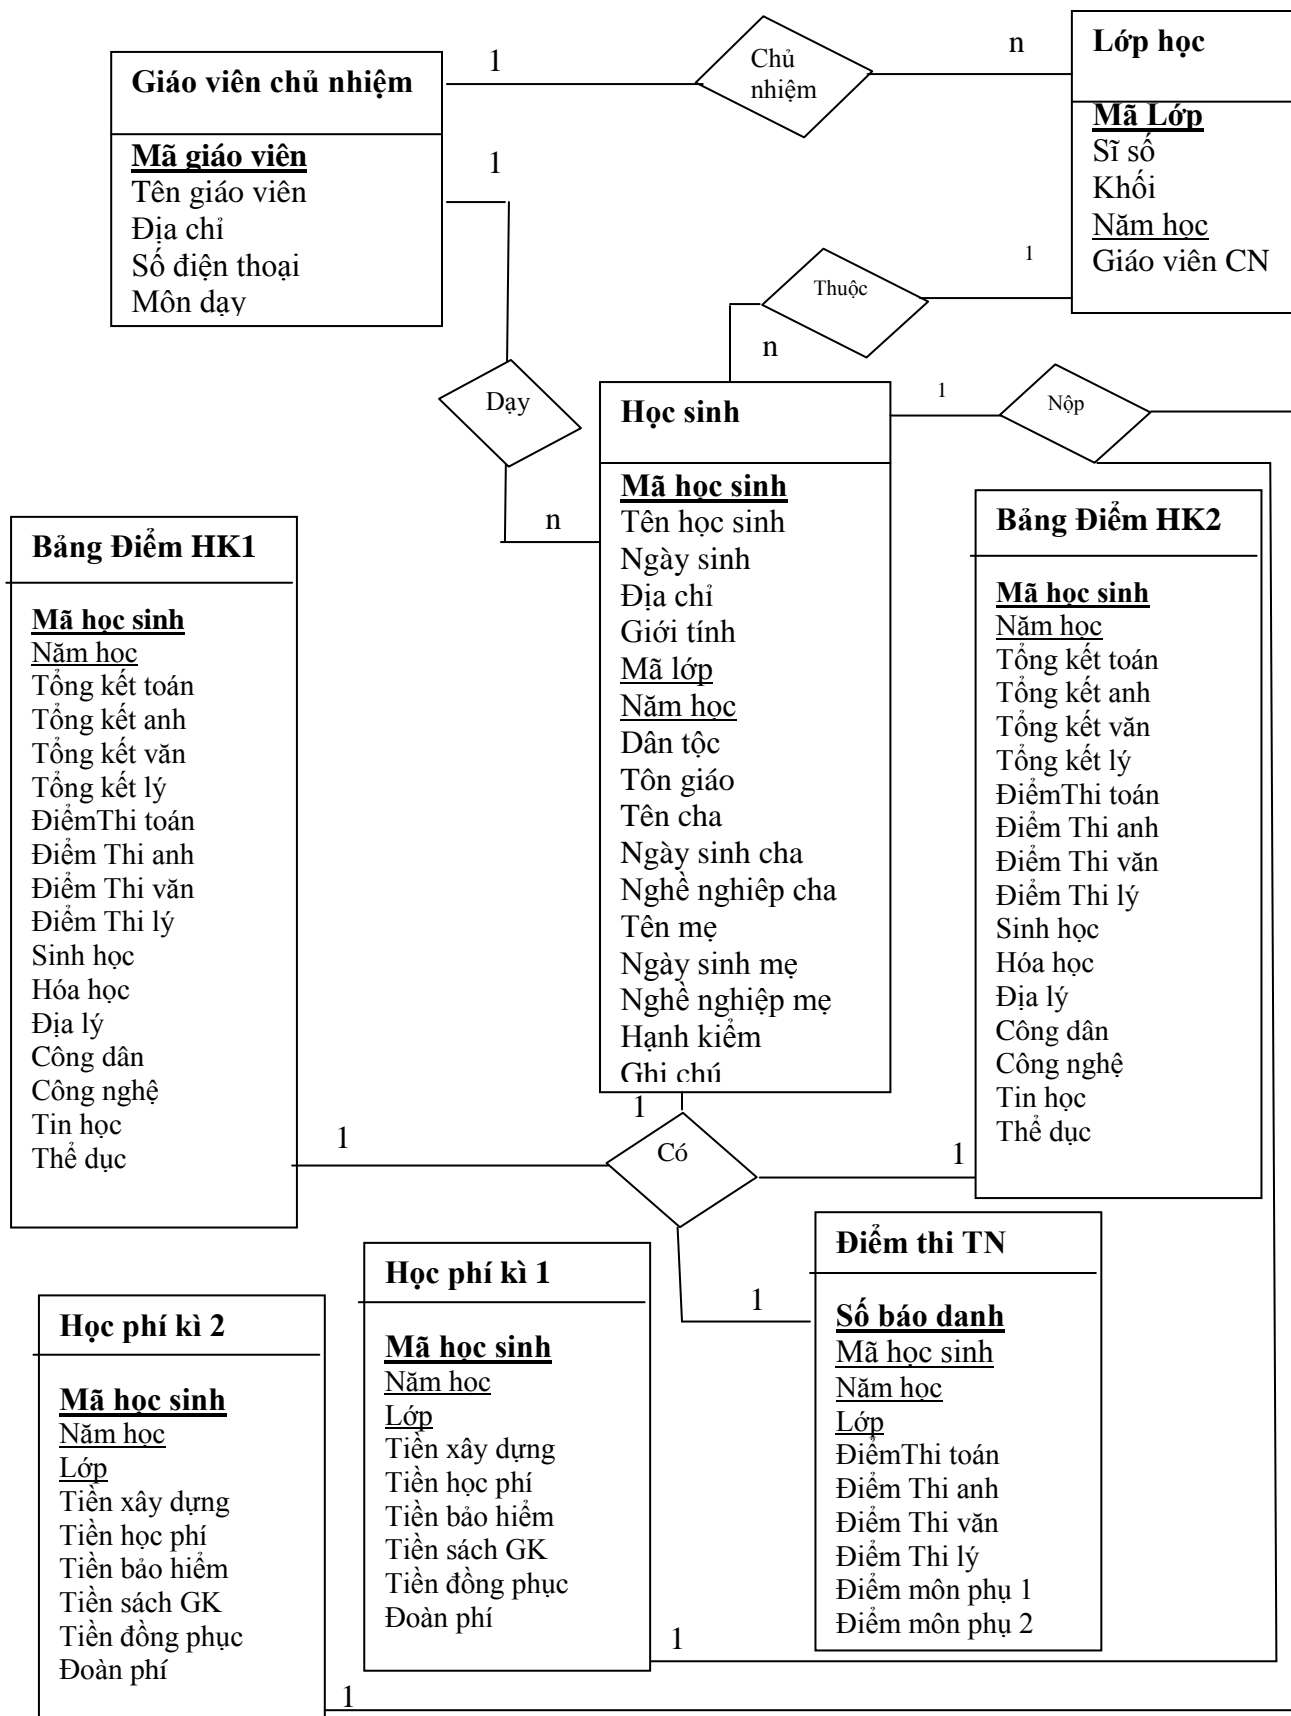 1
Chủ
nhiệm
n
Lớp học
Giáo viên chủ nhiệm
Mã Lớp
Sĩ số
Khối
Năm học
Giáo viên CN
Mã giáo viên
Tên giáo viên
Địa chỉ
Số điện thoại
Môn dạy
1
Thuộc
1
n
Dạy
n
Học sinh
1
Nộp
Mã học sinh
Tên học sinh
Ngày sinh
Địa chỉ
Giới tính
Mã lớp
Năm học
Dân tộc
Tôn giáo
Tên cha
Ngày sinh cha
Nghề nghiêp cha
Tên mẹ
Ngày sinh mẹ
Nghề nghiệp mẹ
Hạnh kiểm
Ghi chú
Bảng Điểm HK1
Mã học sinh
Năm học
Tổng kết toán
Tổng kết anh
Tổng kết văn
Tổng kết lý
ĐiểmThi toán
Điểm Thi anh
Điểm Thi văn
Điểm Thi lý
Sinh học
Hóa học
Địa lý
Công dân
Công nghệ
Tin học
Thể dục
Bảng Điểm HK2
Mã học sinh
Năm học
Tổng kết toán
Tổng kết anh
Tổng kết văn
Tổng kết lý
ĐiểmThi toán
Điểm Thi anh
Điểm Thi văn
Điểm Thi lý
Sinh học
Hóa học
Địa lý
Công dân
Công nghệ
Tin học
Thể dục
1
1
Có
1
1
Học phí kì 2
Mã học sinh
Năm học
Lớp
Tiền xây dựng
Tiền học phí
Tiền bảo hiểm
Tiền sách GK
Tiền đồng phục
Đoàn phí
1
Học phí kì 1
Mã học sinh
Năm hoc
Lớp
Tiền xây dựng
Tiền học phí
Tiền bảo hiểm
Tiền sách GK
Tiền đồng phục
Đoàn phí
1
Điểm thi TN
Số báo danh
Mã học sinh
Năm học
Lớp
ĐiểmThi toán
Điểm Thi anh
Điểm Thi văn
Điểm Thi lý
Điểm môn phụ 1
Điểm môn phụ 2